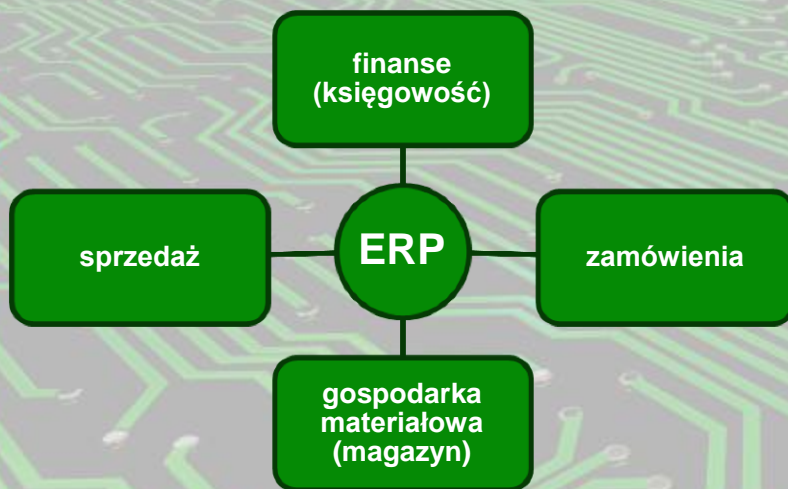 finanse
(księgowość)
sprzedaż
ERP
zamówienia
gospodarka
materiałowa
(magazyn)